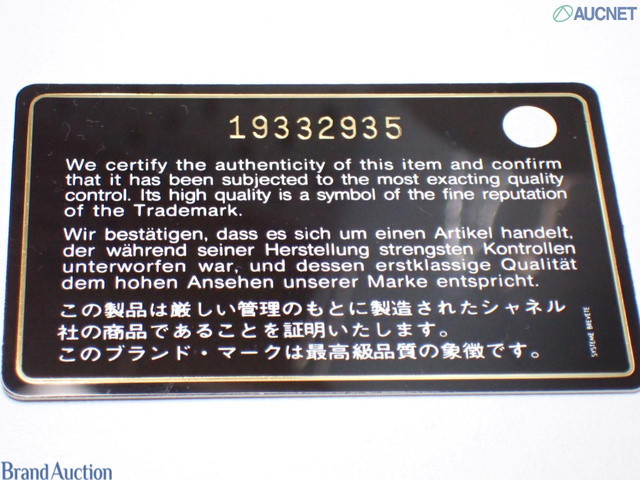 AUCNET
19332935
We certify the authenticity of this item and confirm
that it has been subjected to the most exacting quality
control. Its high quality is a symbol of the fine reputation
of the Trademark.
Wir bestätigen, dass es sich um einen Artikel handelt,
der während seiner Herstellung strengsten Kontrollen
unterworfen war, und dessen erstklassige Qualität
dem hohen Ansehen unserer Marke entspricht.
この製品は厳しい管理のもとに製造されたシャネル
社の商品であることを証明いたします。
このブランド・マークは最高級品質の象徴です。
SYSTEME BREVETE
Brand Auction